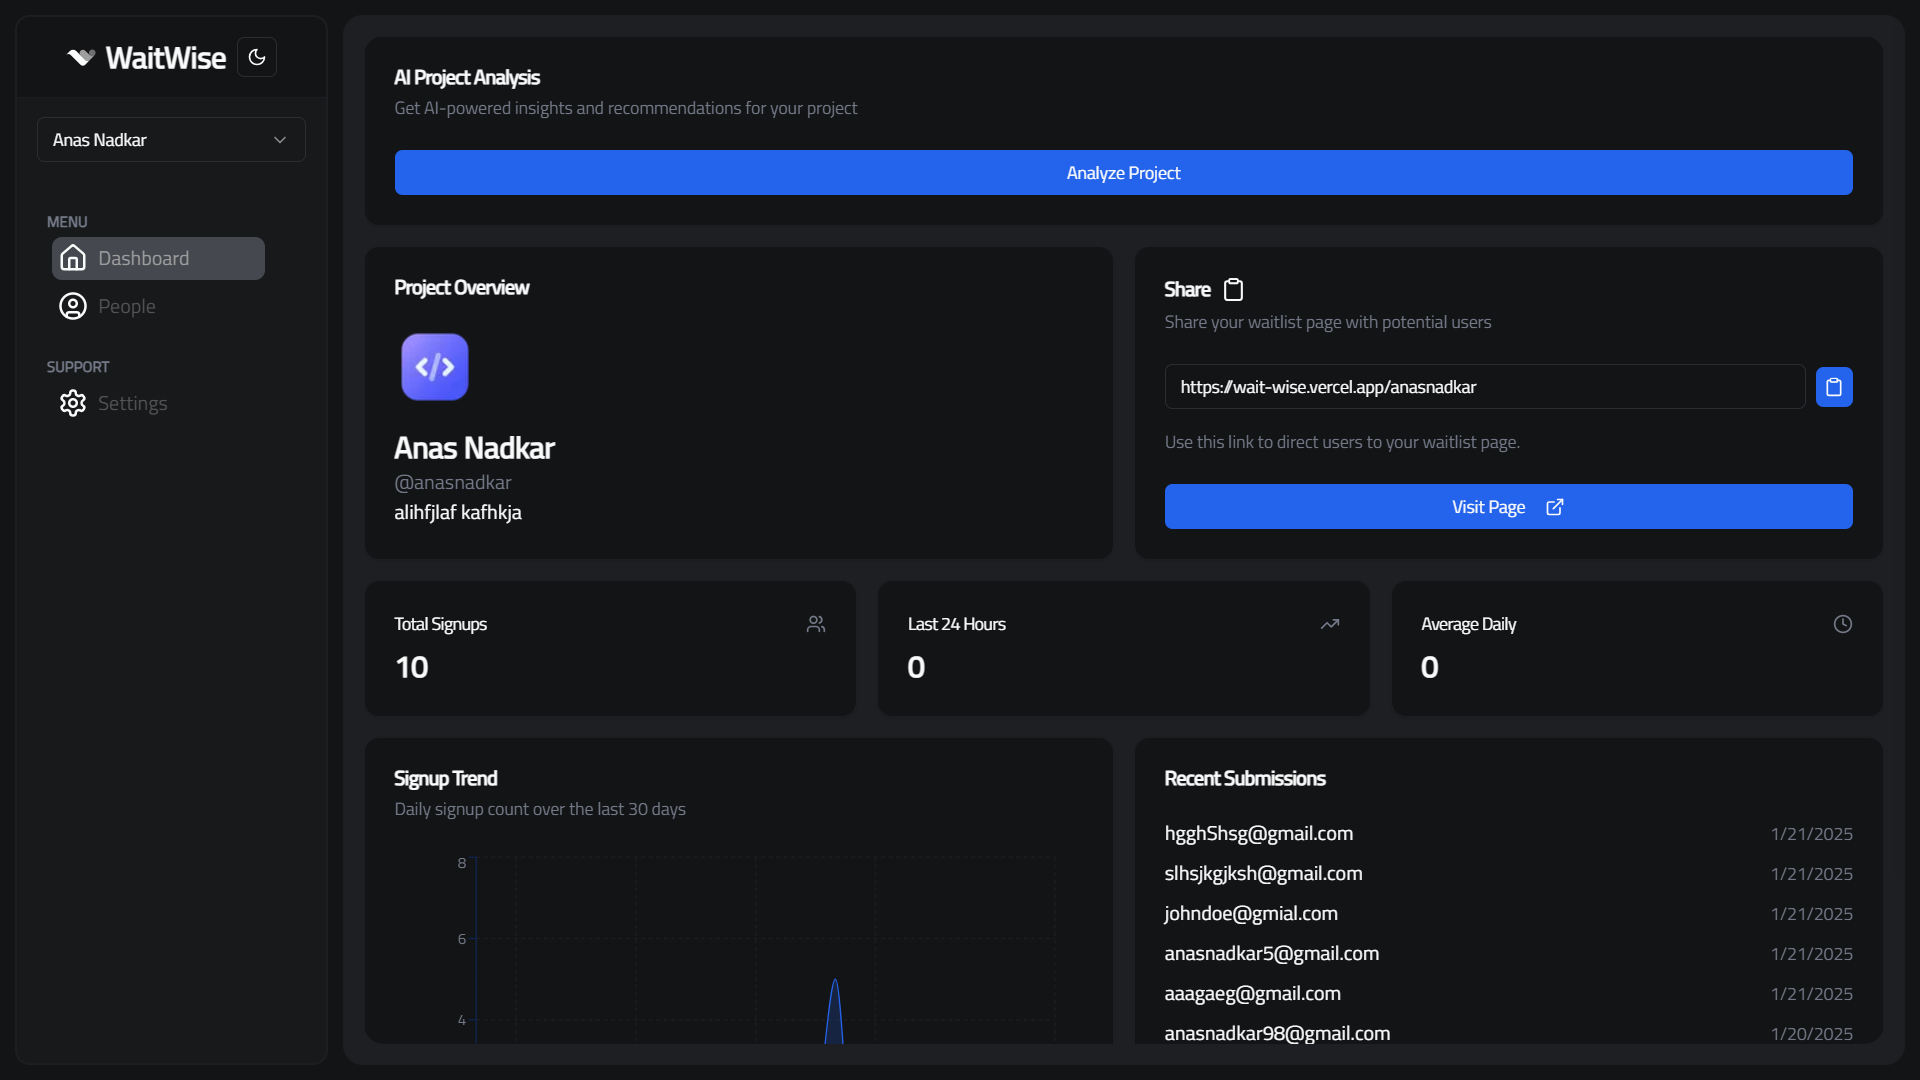 WaitWise
Anas Nadkar
MENU
Dashboard
People
SUPPORT
Settings
AI Project Analysis
Get AI-powered insights and recommendations for your project
Analyze Project
Project Overview
Anas Nadkar
@anasnadkar
alihfjlaf kafhkja
Share
Share your waitlist page with potential users
https://wait-wise.vercel.app/anasnadkar
Use this link to direct users to your waitlist page.
Visit Page
Total Signups
10
Last 24 Hours
0
Average Daily
0
Signup Trend
Daily signup count over the last 30 days
8
6
4
Recent Submissions
hgghShsg@gmail.com 1/21/2025
slhsjkgjksh@gmail.com 1/21/2025
johndoe@gmial.com 1/21/2025
anasnadkar5@gmail.com 1/21/2025
aaagaeg@gmail.com 1/21/2025
anasnadkar98@gmail.com 1/20/2025